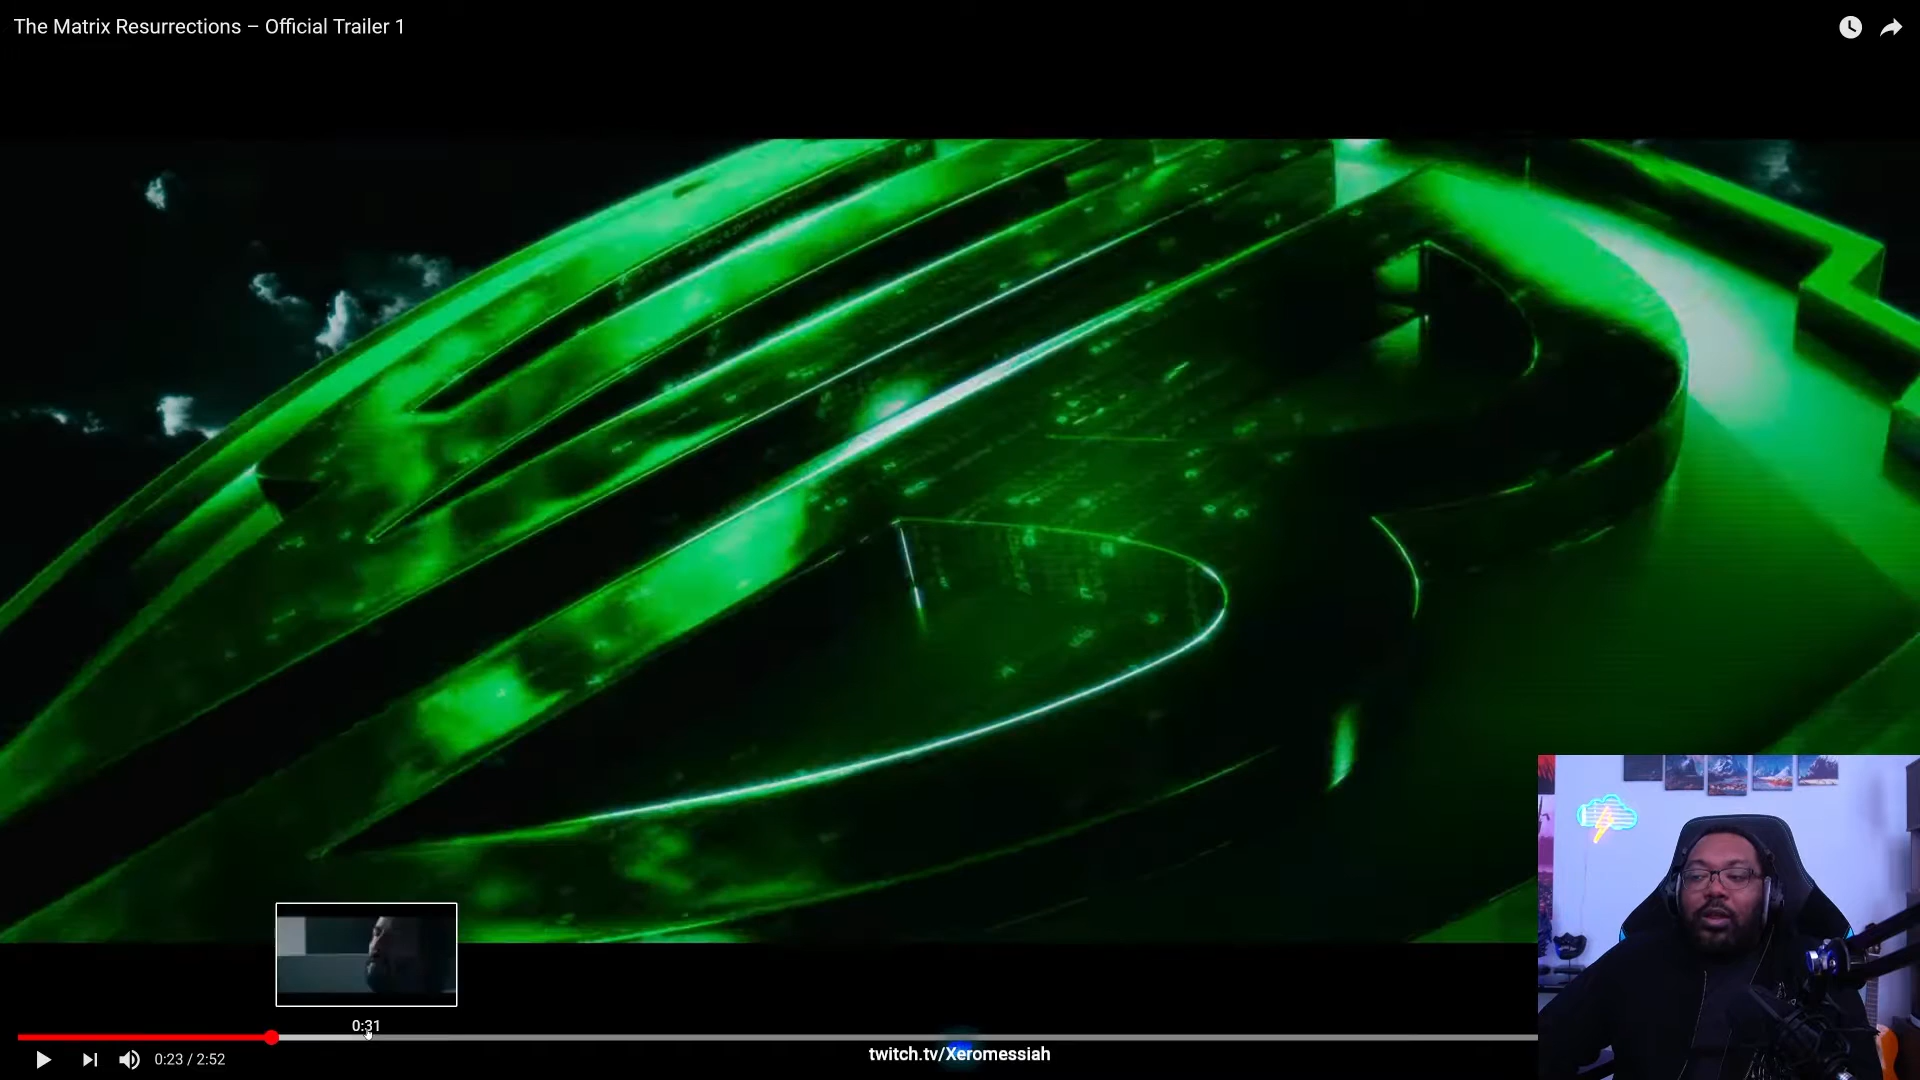 The Matrix Resurrections – Official Trailer 1
0:31
0:23 / 2:52
twitch.tv/Xeromessiah